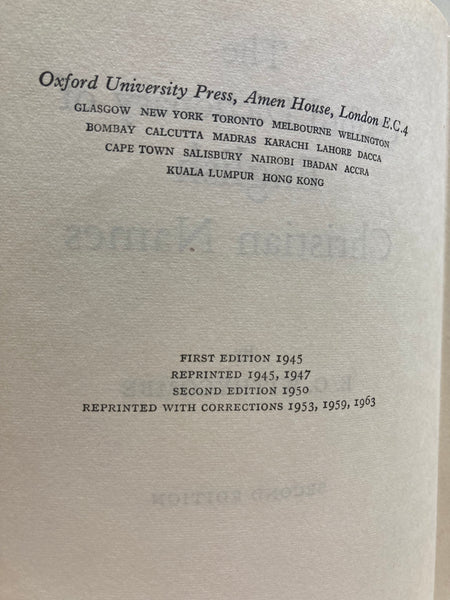 Oxford University Press, Amen House, London E.C.4
GLASGOW NEW YORK TORONTO MELBOURNE WELLINGTON
BOMBAY CALCUTTA MADRAS KARACHI LAHORE DACCA
CAPE TOWN SALISBURY NAIROBI IBADAN ACCRA
KUALA LUMPUR HONG KONG
FIRST EDITION 1945
REPRINTED 1945, 1947
SECOND EDITION 1950
REPRINTED WITH CORRECTIONS 1953, 1959, 1963